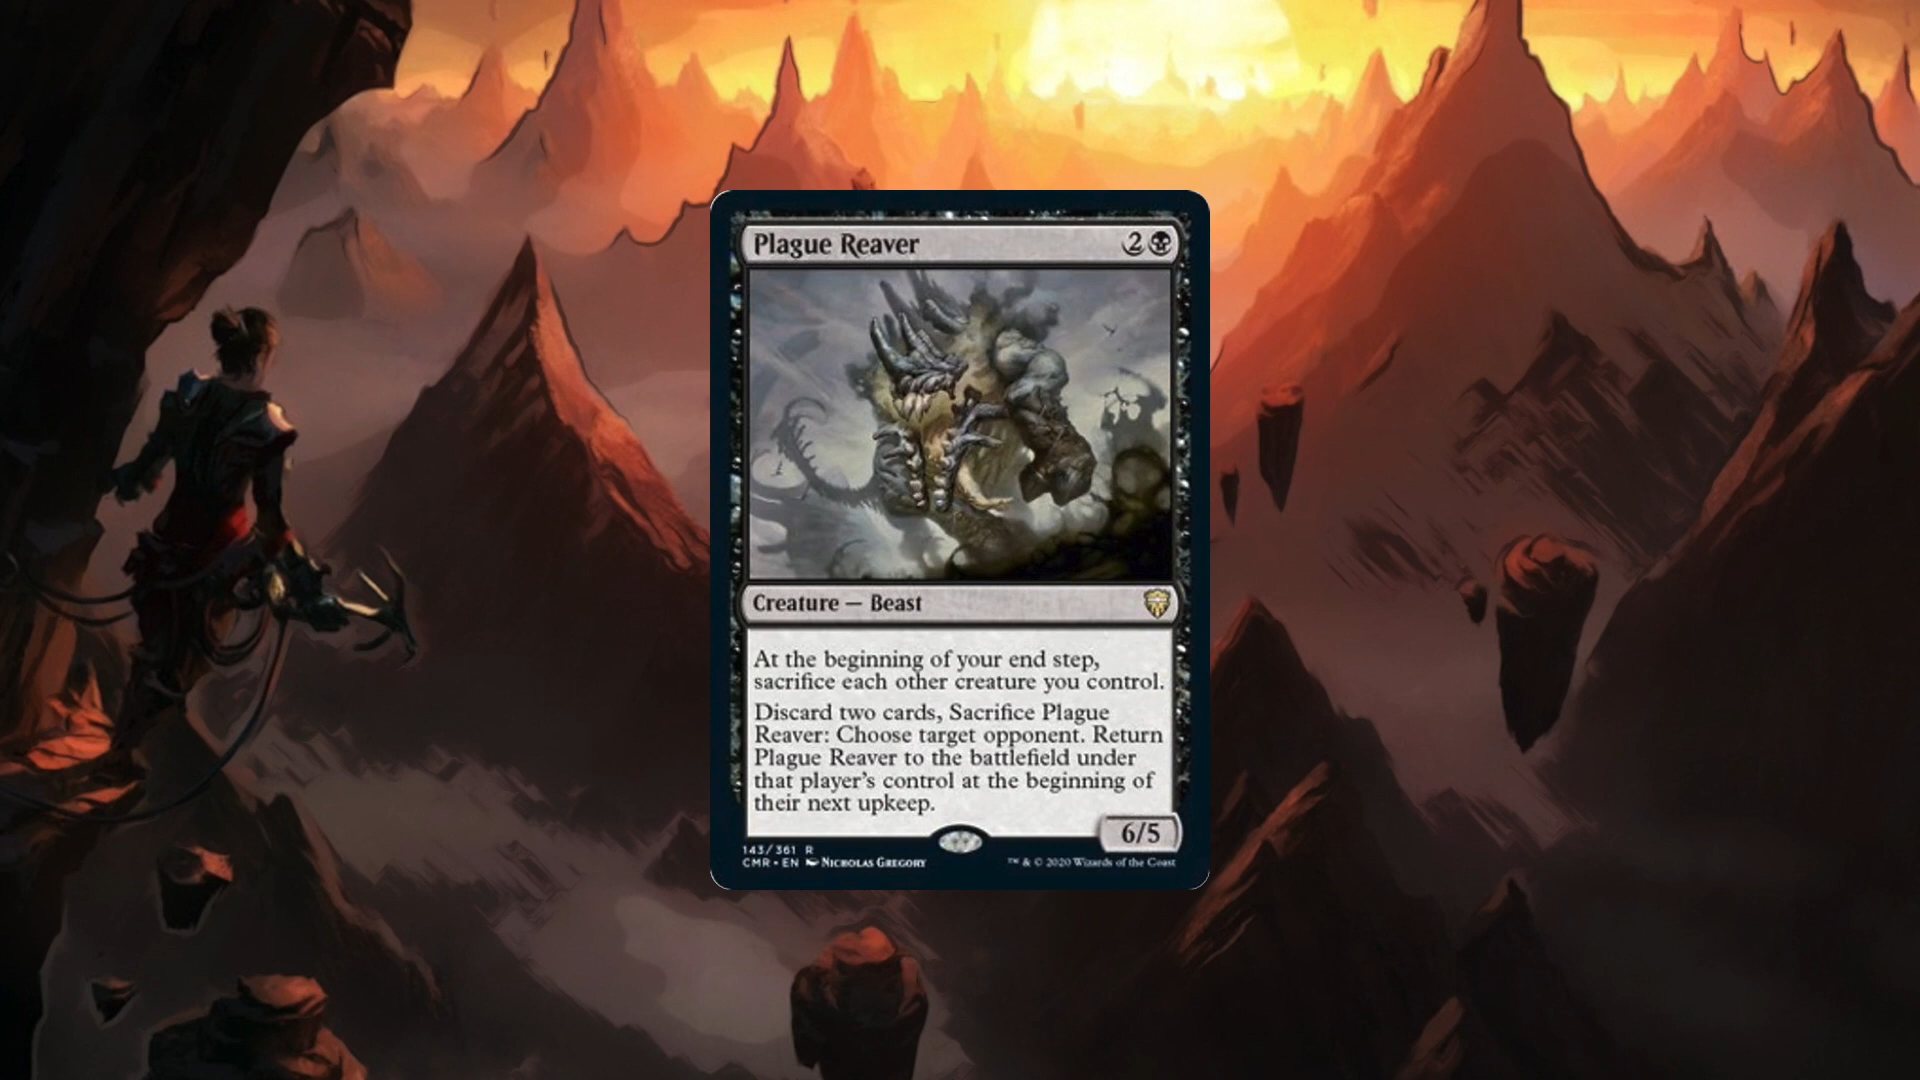 Plague Reaver 2
Creature — Beast
At the beginning of your end step,
sacrifice each other creature you control.
Discard two cards, Sacrifice Plague
Reaver: Choose target opponent. Return
Plague Reaver to the battlefield under
that player's control at the beginning of
their next upkeep.
6/5
143/361 R
CMR • EN Nicholas Gregory
™ & © 2020 Wizards of the Coast